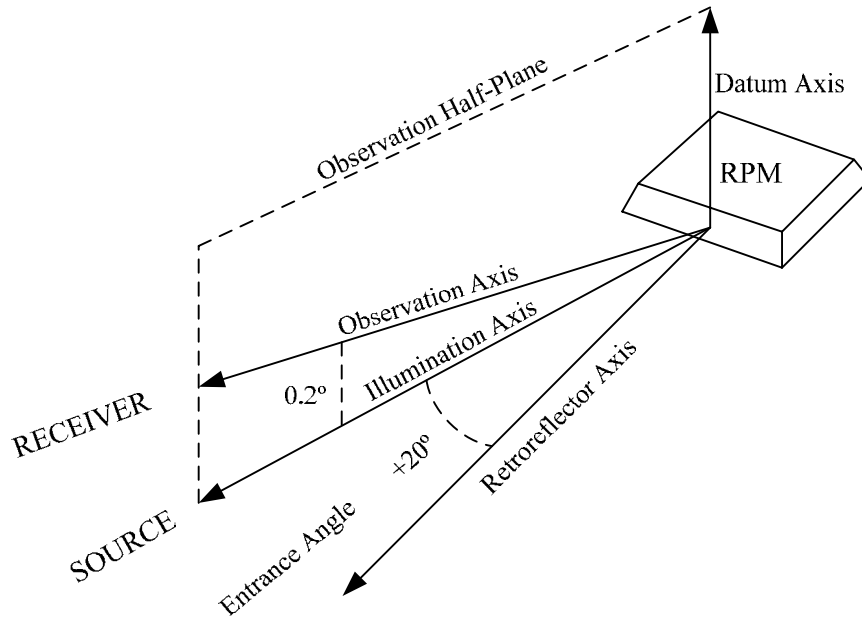 Observation Half-Plane
Datum Axis
RPM
Observation Axis
Illumination Axis
Retroreflector Axis
0.2º
+20º
RECEIVER
SOURCE
Entrance Angle